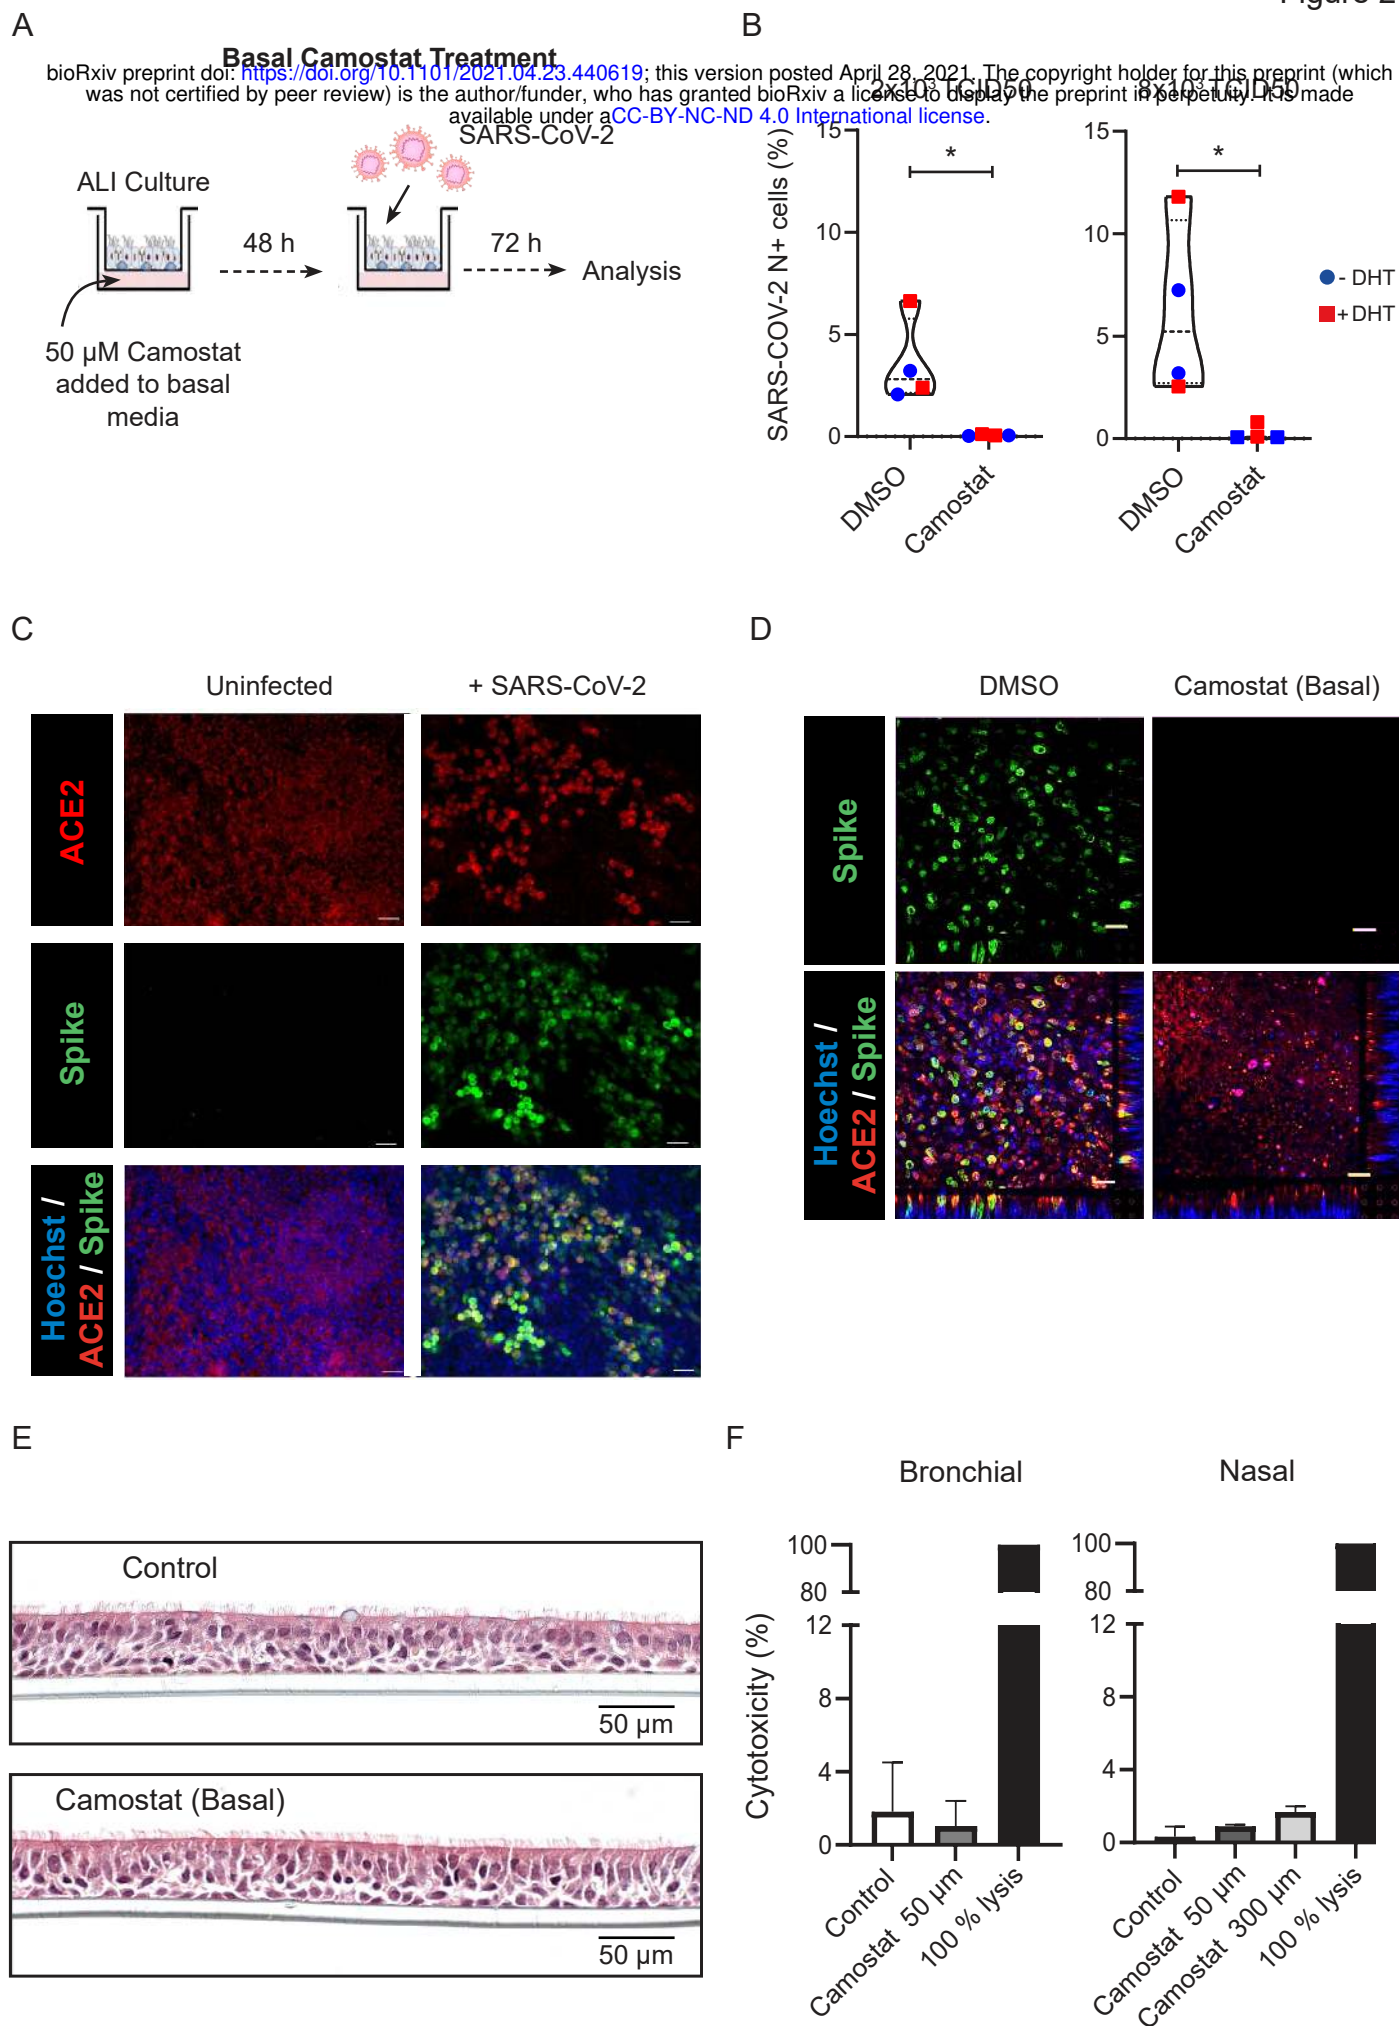 Figure 2
A
B
Basal Camostat Treatment
bioRxiv preprint doi: https://doi.org/10.1101/2021.04.23.440619; this version posted April 28, 2021. The copyright holder for this preprint (which
was not certified by peer review) is the author/funder, who has granted bioRxiv a license to display the preprint in perpetuity. It is made
available under aCC-BY-NC-ND 4.0 International license.
SARS-CoV-2
ALI Culture
48 h
72 h
Analysis
50 µM Camostat
added to basal
media
2x10³ TCID50
8x10³ TCID50
SARS-COV-2 N+ cells (%)
15
10
5
0
*
DMSO
Camostat
15
10
5
0
*
DMSO
Camostat
- DHT
+ DHT
C
Uninfected
+ SARS-CoV-2
ACE2
Spike
Hoechst /
ACE2 / Spike
D
DMSO
Camostat (Basal)
Spike
Hoechst /
ACE2 / Spike
E
Control
50 µm
Camostat (Basal)
50 µm
F
Bronchial
Nasal
Cytotoxicity (%)
100
80
12
8
4
0
Control
Camostat 50 µm
100 % lysis
100
80
12
8
4
0
Control
Camostat 50 µm
Camostat 300 µm
100 % lysis